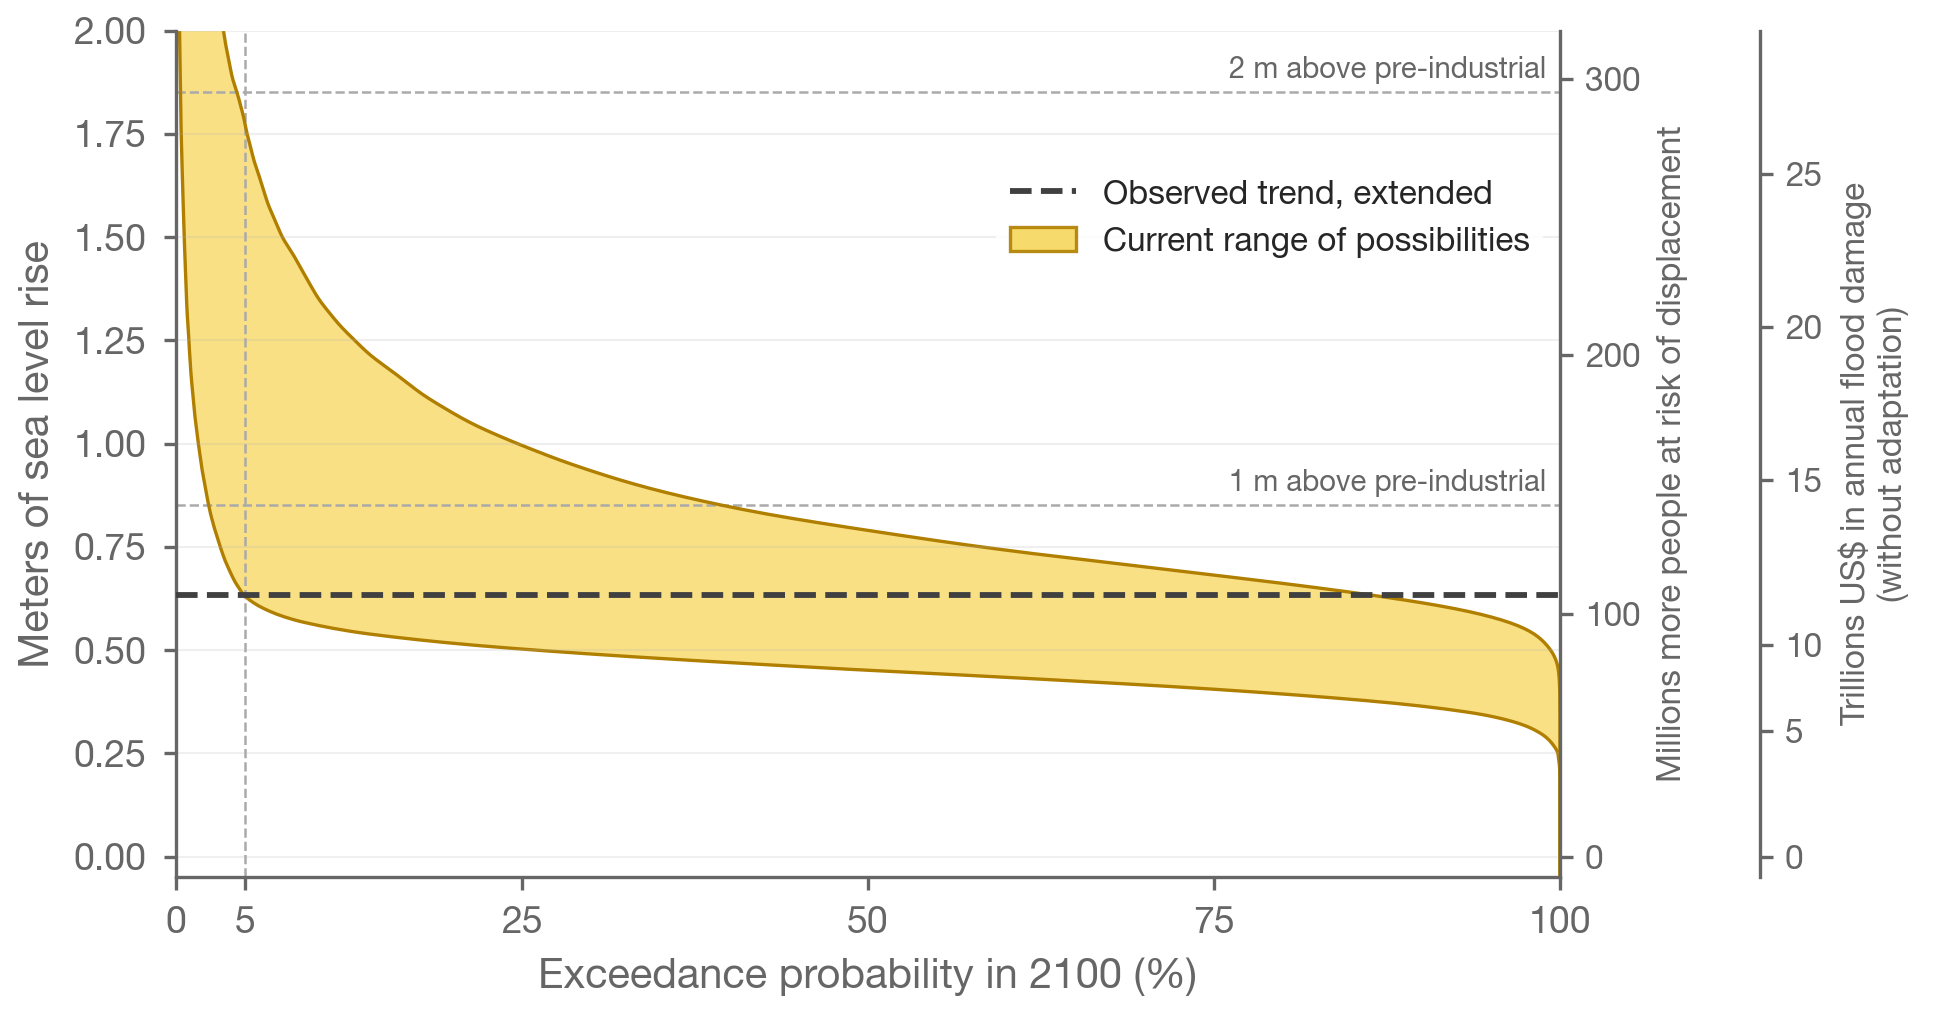 Meters of sea level rise
2.00
1.75
1.50
1.25
1.00
0.75
0.50
0.25
0.00
2 m above pre-industrial
Observed trend, extended
Current range of possibilities
1 m above pre-industrial
0
5
25
50
75
100
Exceedance probability in 2100 (%)
300
200
100
0
Millions more people at risk of displacement
25
20
15
10
5
0
Trillions US$ in annual flood damage
(without adaptation)